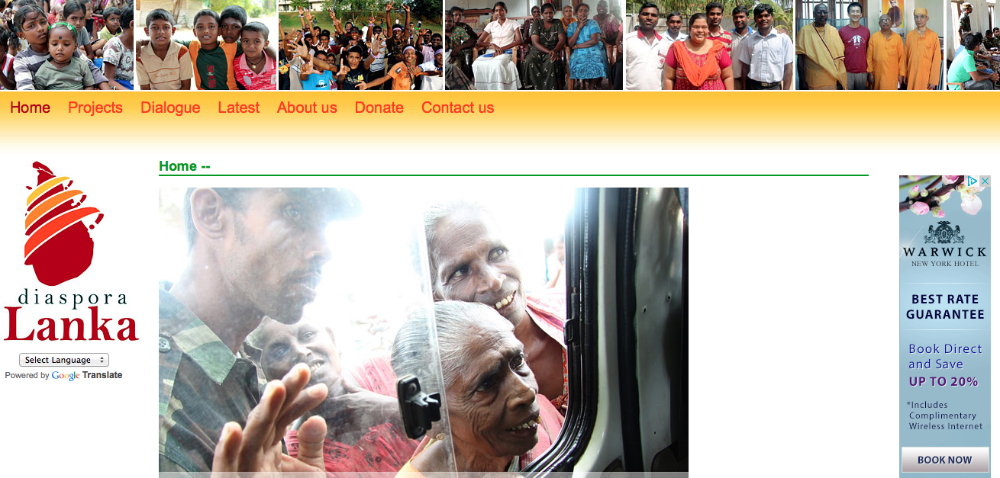 Home Projects Dialogue Latest About us Donate Contact us
Home --
diaspora
Lanka
Select Language
Powered by Google Translate
WARWICK
NEW YORK HOTEL
BEST RATE
GUARANTEE
Book Direct
and Save
UP TO 20%
*Includes
Complimentary
Wireless Internet
BOOK NOW